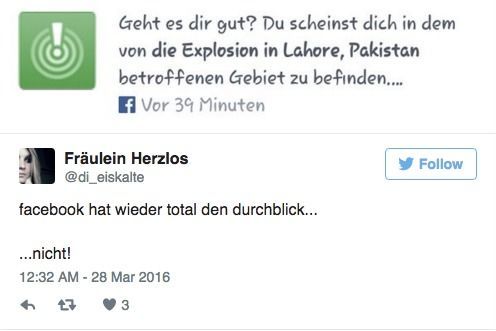 Geht es dir gut? Du scheinst dich in dem
von die Explosion in Lahore, Pakistan
betroffenen Gebiet zu befinden....
Vor 39 Minuten
Fräulein Herzlos
@di_eiskalte
Follow
facebook hat wieder total den durchblick...
...nicht!
12:32 AM - 28 Mar 2016
3